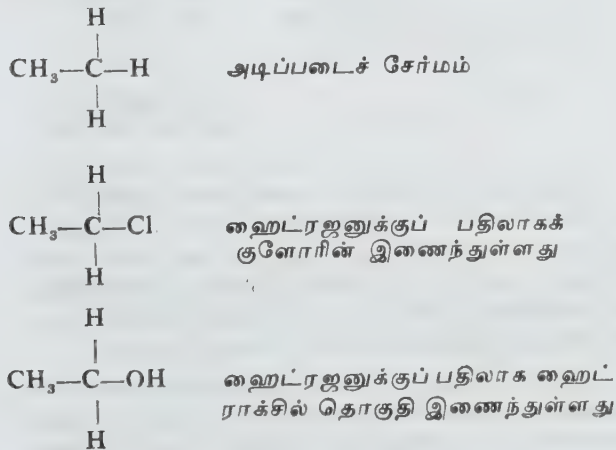 H
|
CH₃—C—H அடிப்படைச் சேர்மம்
|
H
H
|
CH₃—C—Cl ஹைட்ரஜனுக்குப் பதிலாகக்
| குளோரின் இணைந்துள்ளது
H
H
|
CH₃—C—OH ஹைட்ரஜனுக்குப் பதிலாக ஹைட்
| ராக்சில் தொகுதி இணைந்துள்ளது
H